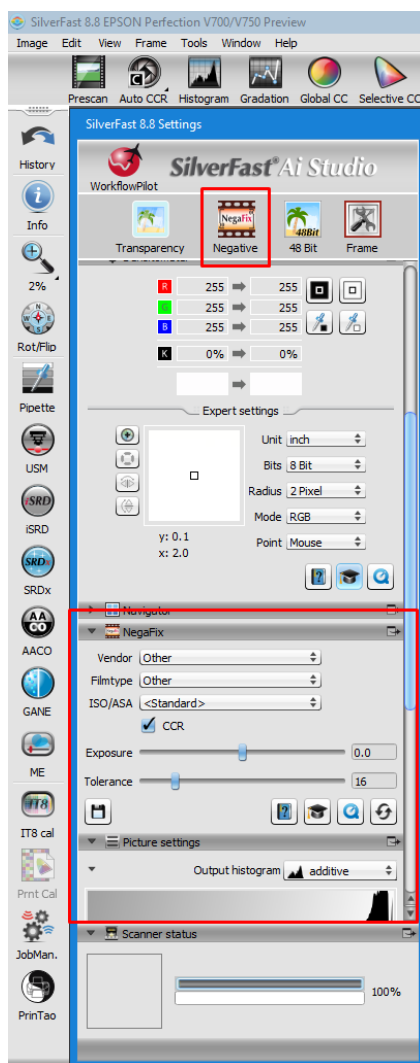 SilverFast 8.8 EPSON Perfection V700/V750 Preview
Image Edit View Frame Tools Window Help
Prescan Auto CCR Histogram Gradation Global CC Selective CC
SilverFast 8.8 Settings
History
WorkflowPilot
SilverFast® Ai Studio
Info
NegaFix
48Bit
Transparency Negative 48 Bit Frame
2%
R 255 255
G 255 255
B 255 255
Rot/Flip
K 0% 0%
Pipette
Expert settings
Unit inch
USM
Bits 8 Bit
Radius 2 Pixel
iSRD
iSRD
Mode RGB
y: 0.1
Point Mouse
x: 2.0
SRDx
SRDx
Navigator
AA
CO
NegaFix
AACO
Vendor Other
Filmtype Other
ISO/ASA <Standard>
GANE
CCR
Exposure 0.0
ME
Tolerance 16
IT8
IT8 cal
Picture settings
Output histogram additive
Prnt Cal
Scanner status
JobMan.
100%
PrinTao